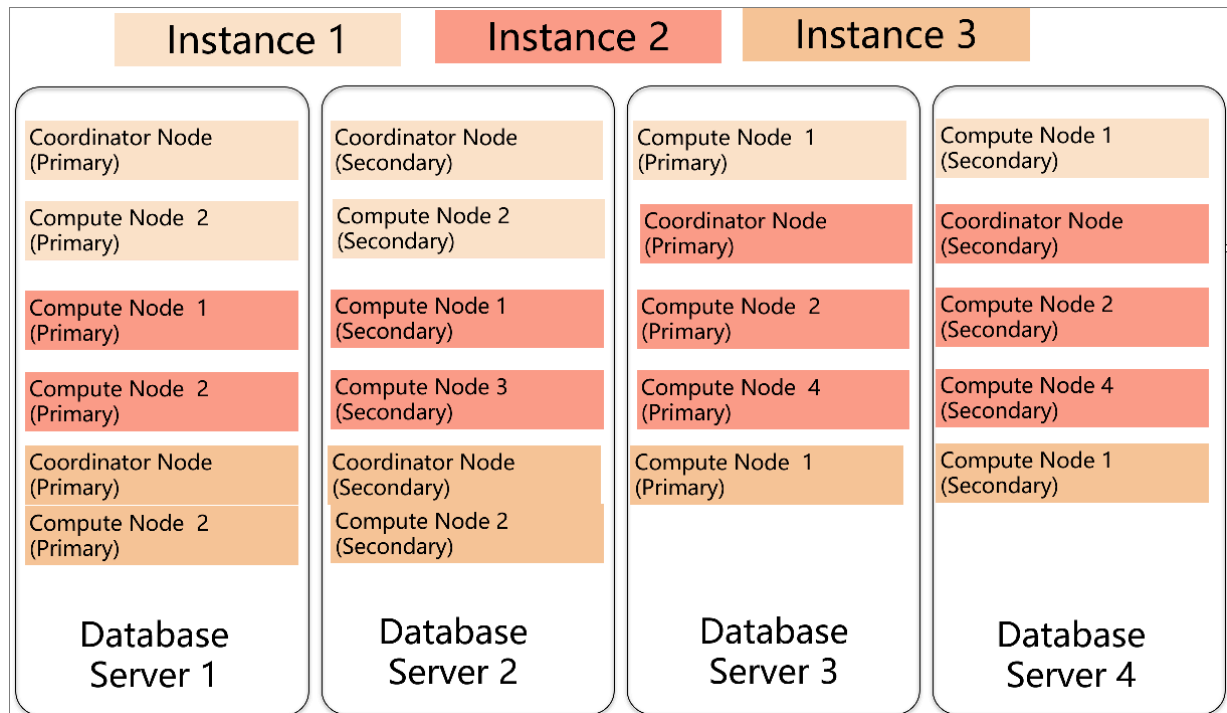 Instance 1
Instance 2
Instance 3
Coordinator Node
(Primary)
Compute Node 2
(Primary)
Compute Node 1
(Primary)
Compute Node 2
(Primary)
Coordinator Node
(Primary)
Compute Node 2
(Primary)
Database
Server 1
Coordinator Node
(Secondary)
Compute Node 2
(Secondary)
Compute Node 1
(Secondary)
Compute Node 3
(Secondary)
Coordinator Node
(Secondary)
Compute Node 2
(Secondary)
Database
Server 2
Compute Node 1
(Primary)
Coordinator Node
(Primary)
Compute Node 2
(Primary)
Compute Node 4
(Primary)
Compute Node 1
(Primary)
Database
Server 3
Compute Node 1
(Secondary)
Coordinator Node
(Secondary)
Compute Node 2
(Secondary)
Compute Node 4
(Secondary)
Compute Node 1
(Secondary)
Database
Server 4